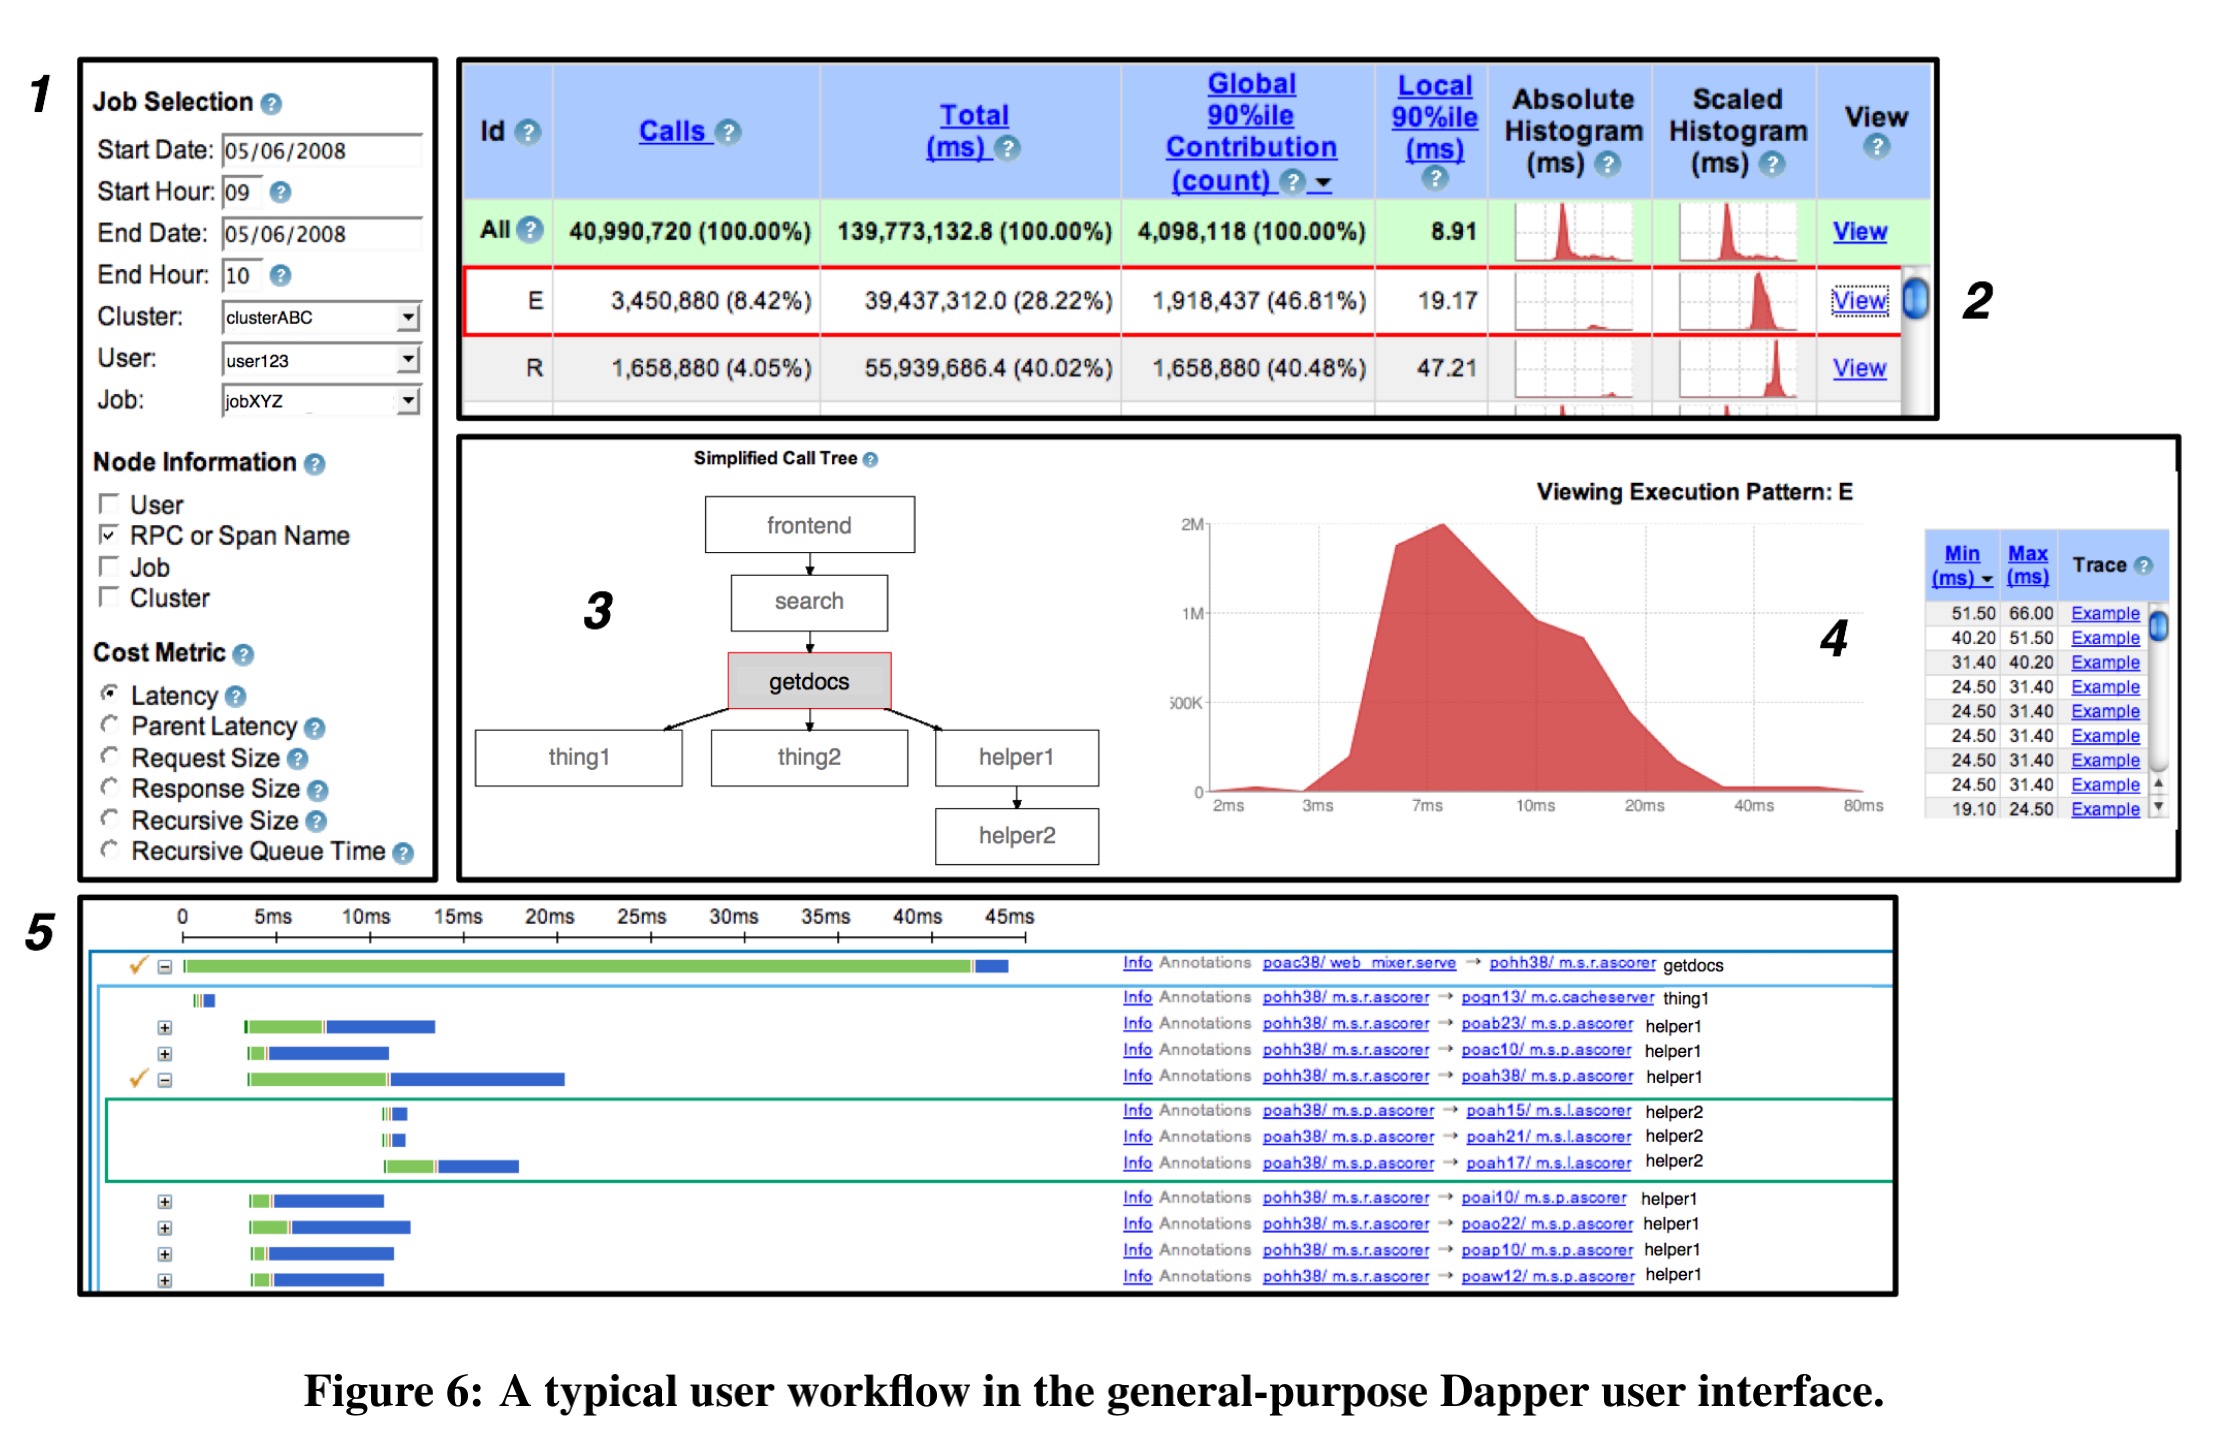 1
Job Selection ?
Start Date: 05/06/2008
Start Hour: 09 ?
End Date: 05/06/2008
End Hour: 10 ?
Cluster: clusterABC
User: user123
Job: jobXYZ
Node Information ?
User
RPC or Span Name
Job
Cluster
Cost Metric ?
Latency ?
Parent Latency ?
Request Size ?
Response Size ?
Recursive Size ?
Recursive Queue Time ?
2
Id ? Calls ? Total (ms) ? Global 90%ile Contribution (count) ? Local 90%ile (ms) ? Absolute Histogram (ms) ? Scaled Histogram (ms) ? View ?
All ? 40,990,720 (100.00%) 139,773,132.8 (100.00%) 4,098,118 (100.00%) 8.91 View
E 3,450,880 (8.42%) 39,437,312.0 (28.22%) 1,918,437 (46.81%) 19.17 View
R 1,658,880 (4.05%) 55,939,686.4 (40.02%) 1,658,880 (40.48%) 47.21 View
3
Simplified Call Tree ?
frontend
search
getdocs
thing1 thing2 helper1
helper2
4
Viewing Execution Pattern: E
2M
1M
500K
0
2ms 3ms 7ms 10ms 20ms 40ms 80ms
Min (ms) Max (ms) Trace ?
51.50 66.00 Example
40.20 51.50 Example
31.40 40.20 Example
24.50 31.40 Example
24.50 31.40 Example
24.50 31.40 Example
24.50 31.40 Example
24.50 31.40 Example
19.10 24.50 Example
5
0 5ms 10ms 15ms 20ms 25ms 30ms 35ms 40ms 45ms
Info Annotations poac38/ web_mixer.serve → pohh38/ m.s.r.ascorer getdocs
Info Annotations pohh38/ m.s.r.ascorer → pogn13/ m.c.cacheserver thing1
Info Annotations pohh38/ m.s.r.ascorer → poab23/ m.s.p.ascorer helper1
Info Annotations pohh38/ m.s.r.ascorer → poac10/ m.s.p.ascorer helper1
Info Annotations pohh38/ m.s.r.ascorer → poah38/ m.s.p.ascorer helper1
Info Annotations poah38/ m.s.p.ascorer → poah15/ m.s.l.ascorer helper2
Info Annotations poah38/ m.s.p.ascorer → poah21/ m.s.l.ascorer helper2
Info Annotations poah38/ m.s.p.ascorer → poah17/ m.s.l.ascorer helper2
Info Annotations pohh38/ m.s.r.ascorer → poai10/ m.s.p.ascorer helper1
Info Annotations pohh38/ m.s.r.ascorer → poao22/ m.s.p.ascorer helper1
Info Annotations pohh38/ m.s.r.ascorer → poap10/ m.s.p.ascorer helper1
Info Annotations pohh38/ m.s.r.ascorer → poaw12/ m.s.p.ascorer helper1
Figure 6: A typical user workflow in the general-purpose Dapper user interface.